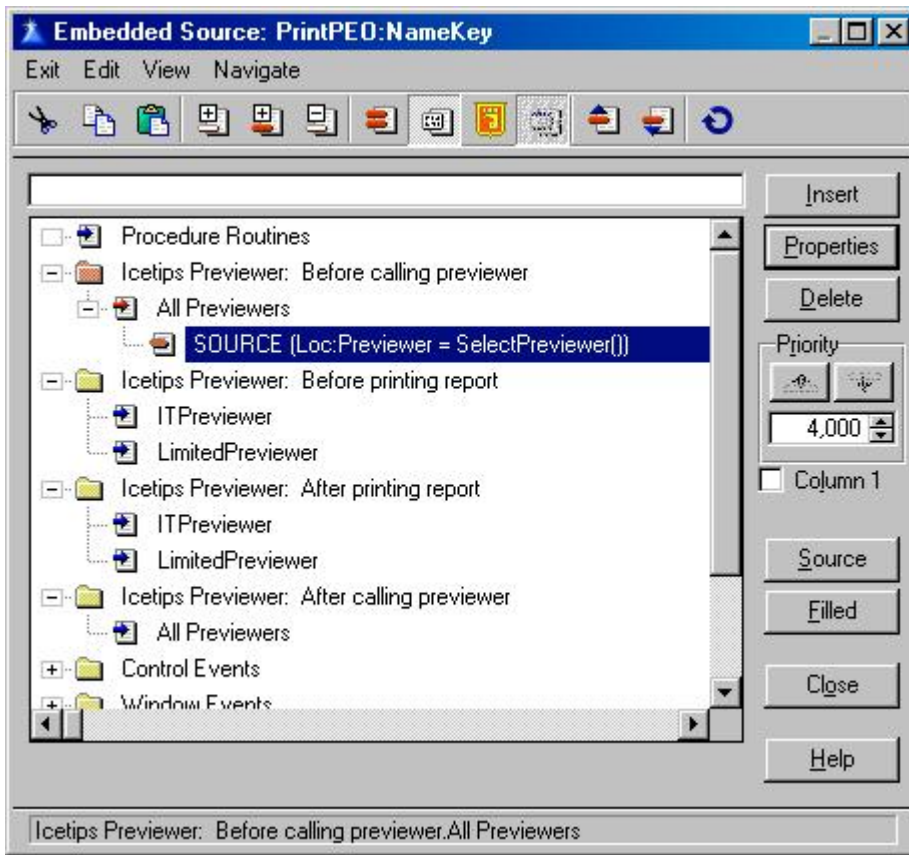 Embedded Source: PrintPEO:NameKey
Exit Edit View Navigate
Insert
Properties
Delete
Priority
4,000
Column 1
Source
Filled
Close
Help
Procedure Routines
Icetips Previewer: Before calling previewer
All Previewers
SOURCE (Loc:Previewer = SelectPreviewer())
Icetips Previewer: Before printing report
ITPreviewer
LimitedPreviewer
Icetips Previewer: After printing report
ITPreviewer
LimitedPreviewer
Icetips Previewer: After calling previewer
All Previewers
Control Events
Window Events
Icetips Previewer: Before calling previewer.All Previewers